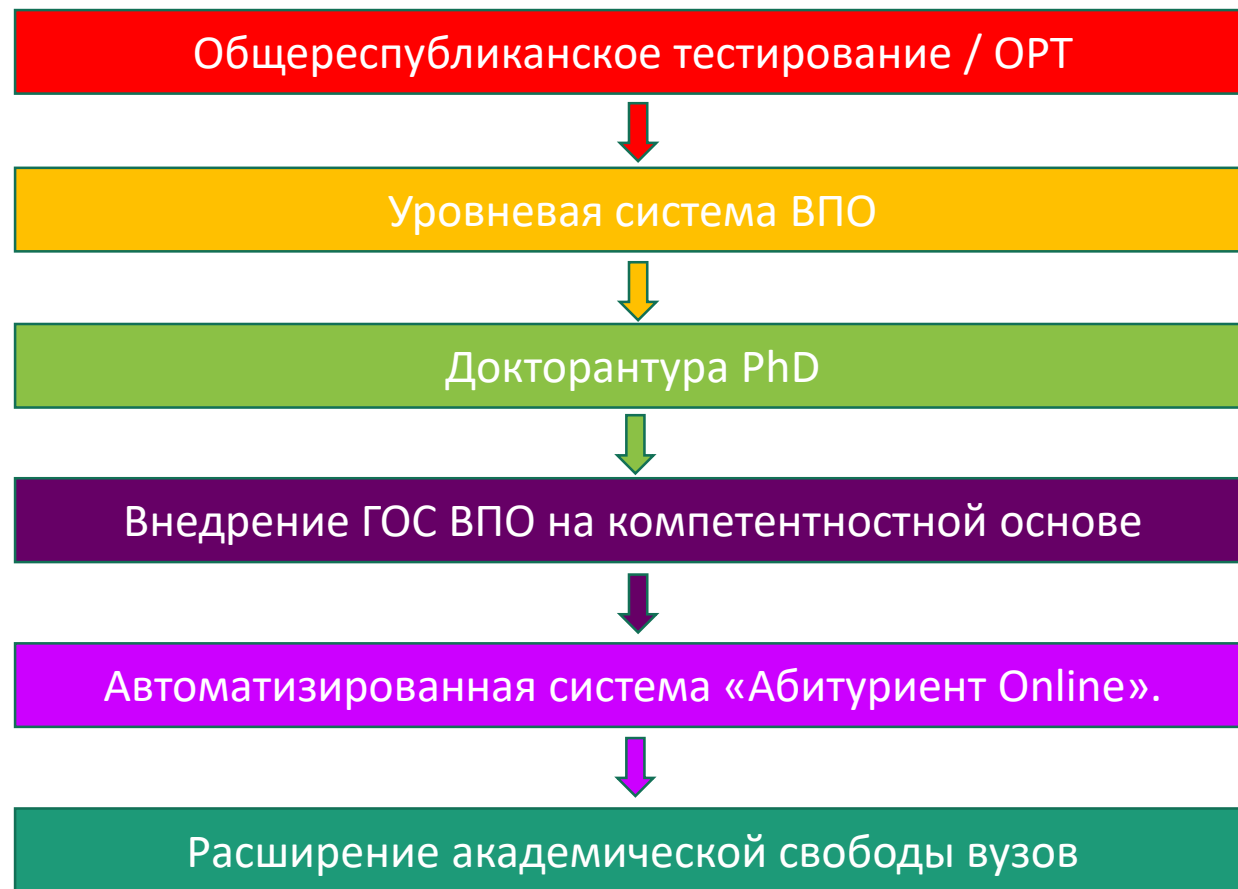 Общереспубликанское тестирование / ОРТ
Уровневая система ВПО
Докторантура PhD
Внедрение ГОС ВПО на компетентностной основе
Автоматизированная система «Абитуриент Online».
Расширение академической свободы вузов